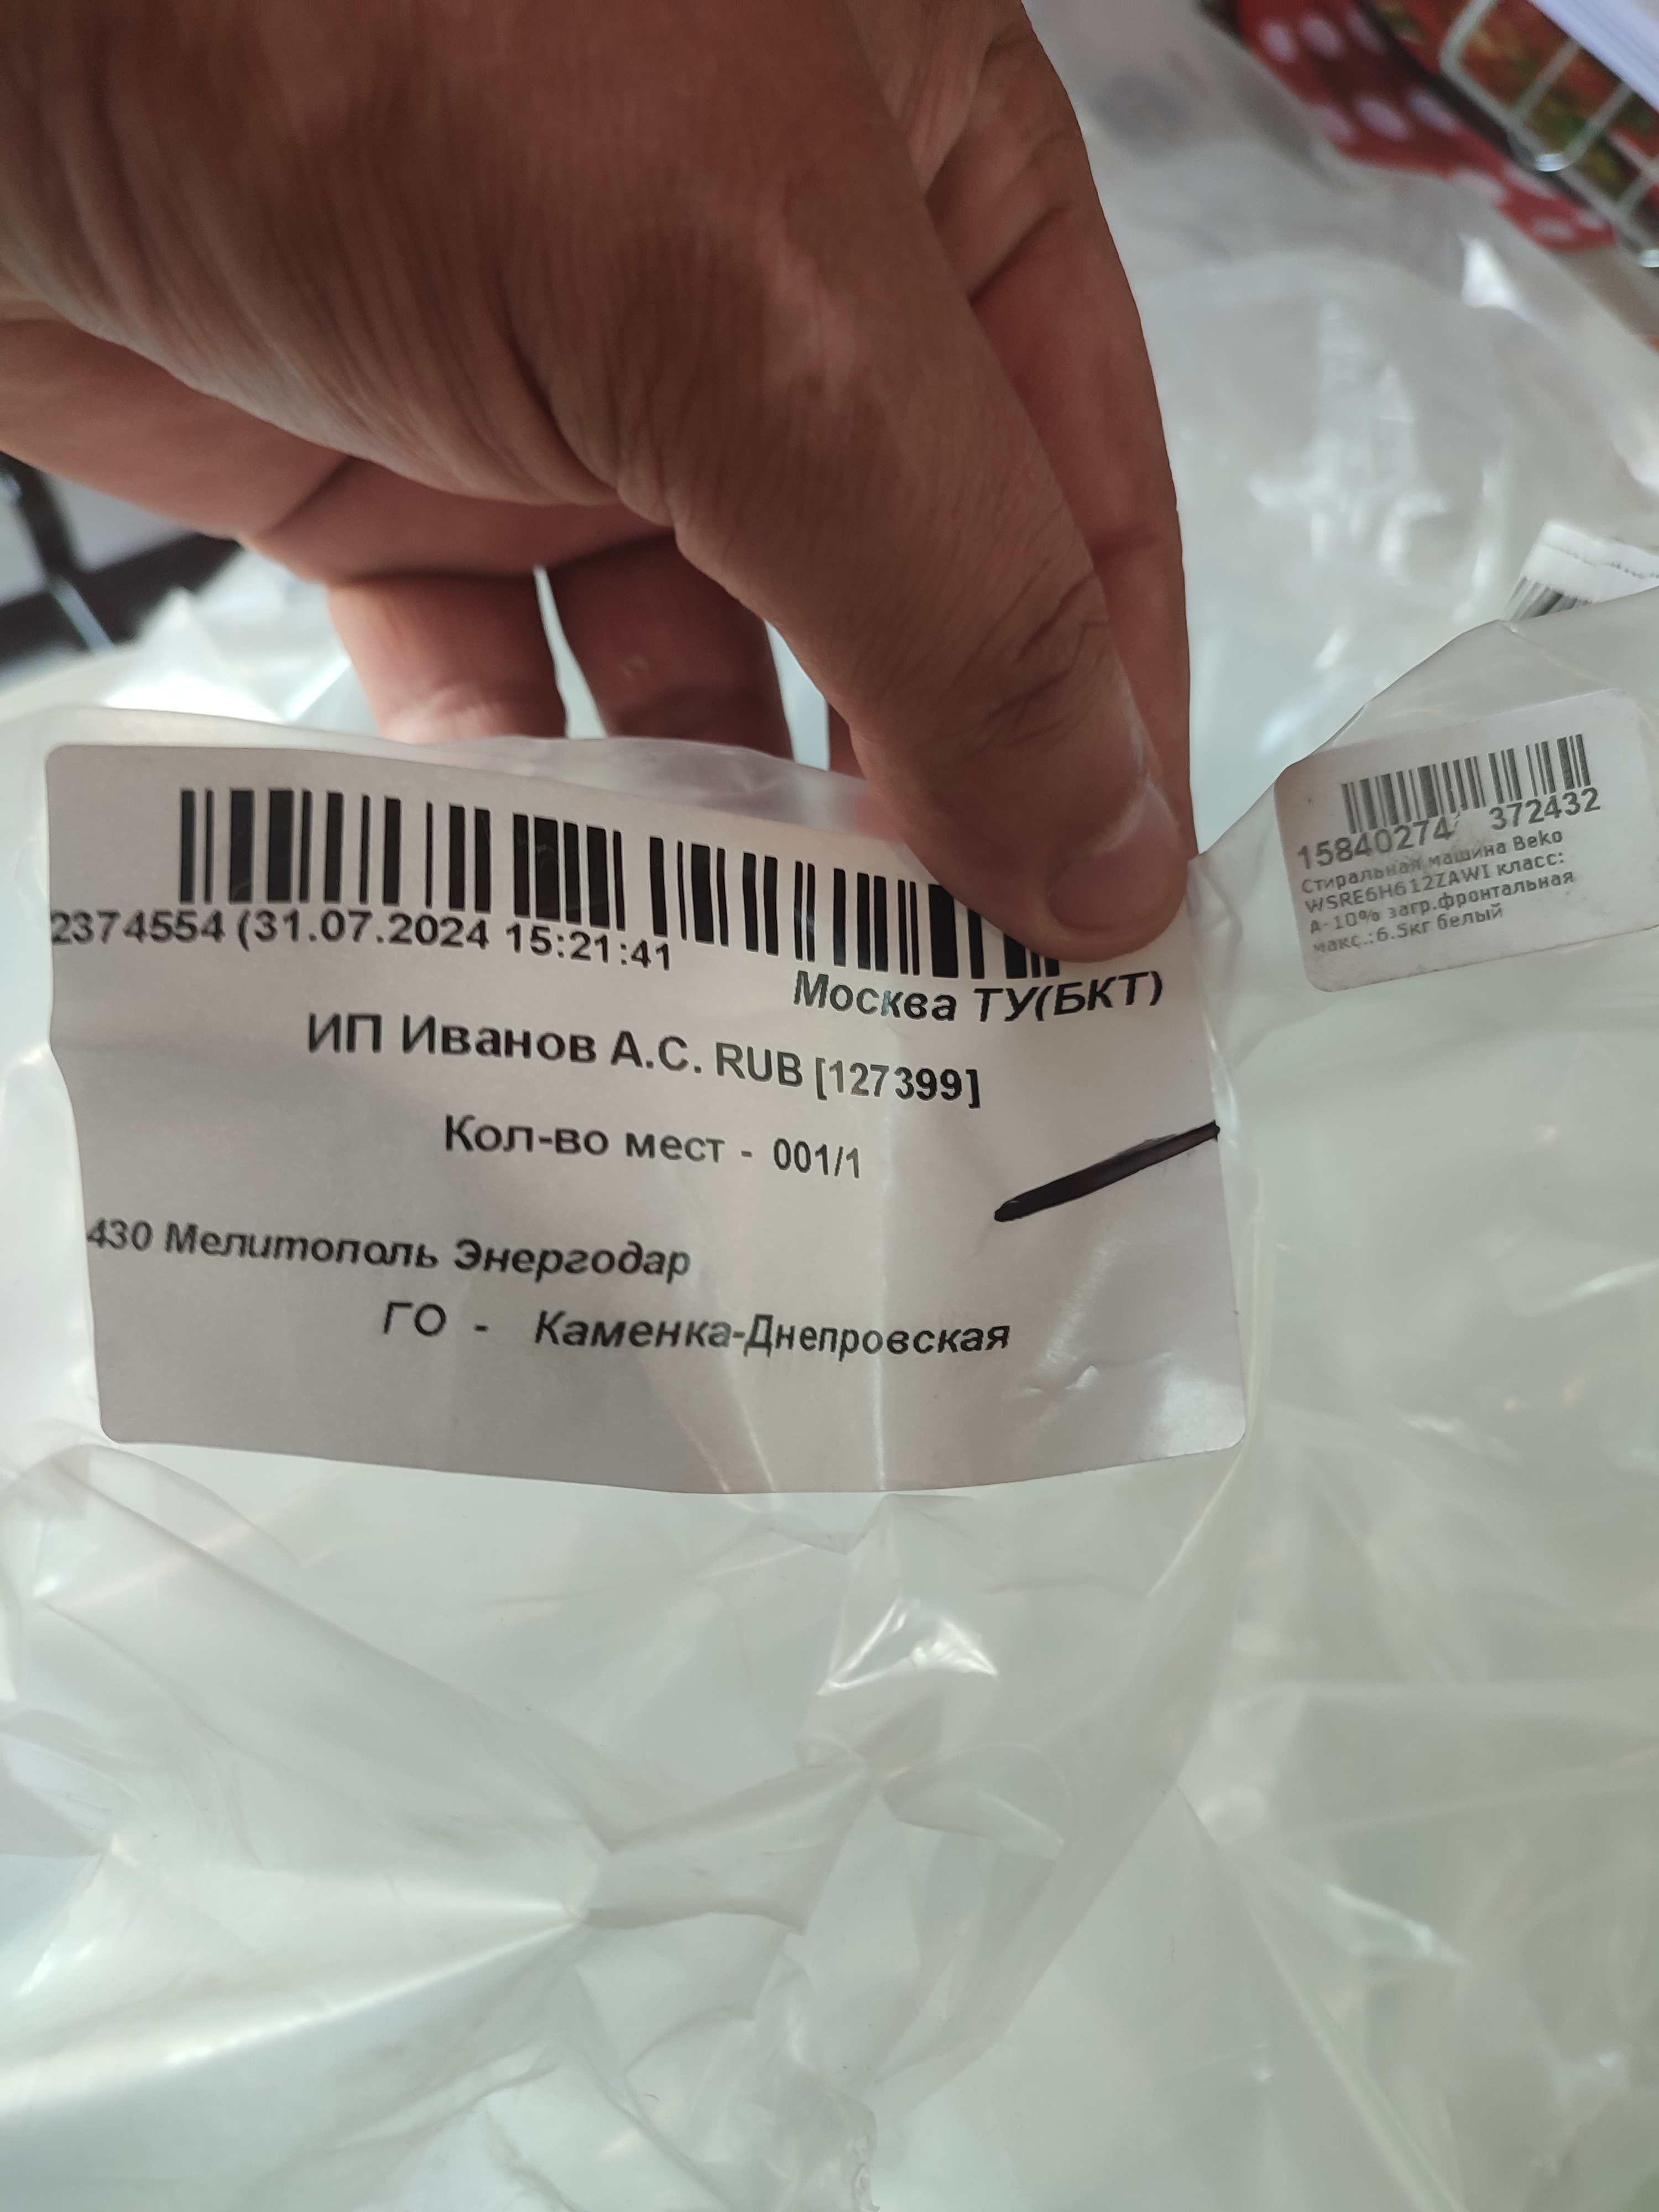 2374554 (31.07.2024 15:21:41
Москва ТУ(БКТ)
ИП Иванов А.С. RUB [127399]
Кол-во мест - 001/1
430 Мелитополь Энергодар
ГО - Каменка-Днепровская
15840274 372432
Стиральная машина Beko
WSRE6H612ZAWI класс:
A-10% загр.фронтальная
макс.:6.5кг белый